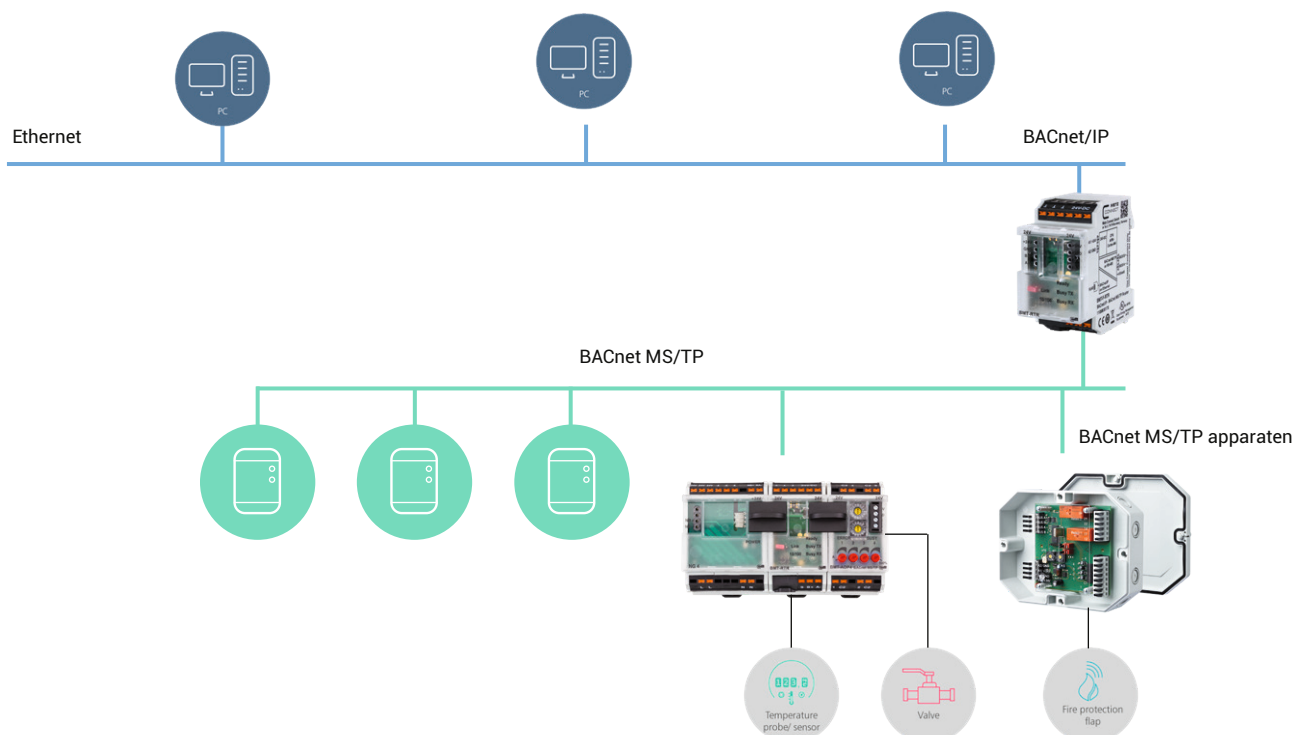 PC
PC
PC
Ethernet
BACnet/IP
BACnet MS/TP
BACnet MS/TP apparaten
Temperature
probe/ sensor
Valve
Fire protection
flap